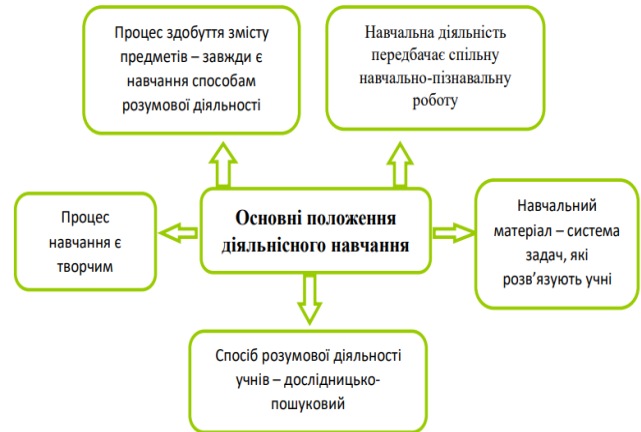 Процес здобуття змісту
предметів – завжди є
навчання способам
розумової діяльності
Навчальна діяльність
передбачає спільну
навчально-пізнавальну
роботу
Процес
навчання є
творчим
Основні положення
діяльнісного навчання
Навчальний
матеріал – система
задач, які
розв’язують учні
Спосіб розумової діяльності
учнів – дослідницько-
пошуковий